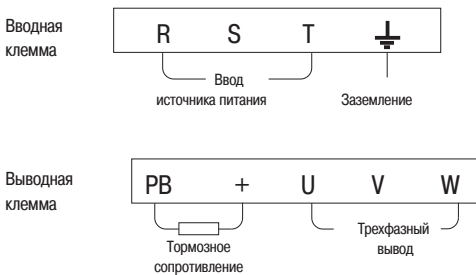 Вводная
клемма
R S T
Ввод
источника питания
Заземление
Выводная
клемма
PB + U V W
Тормозное
сопротивление
Трехфазный
вывод